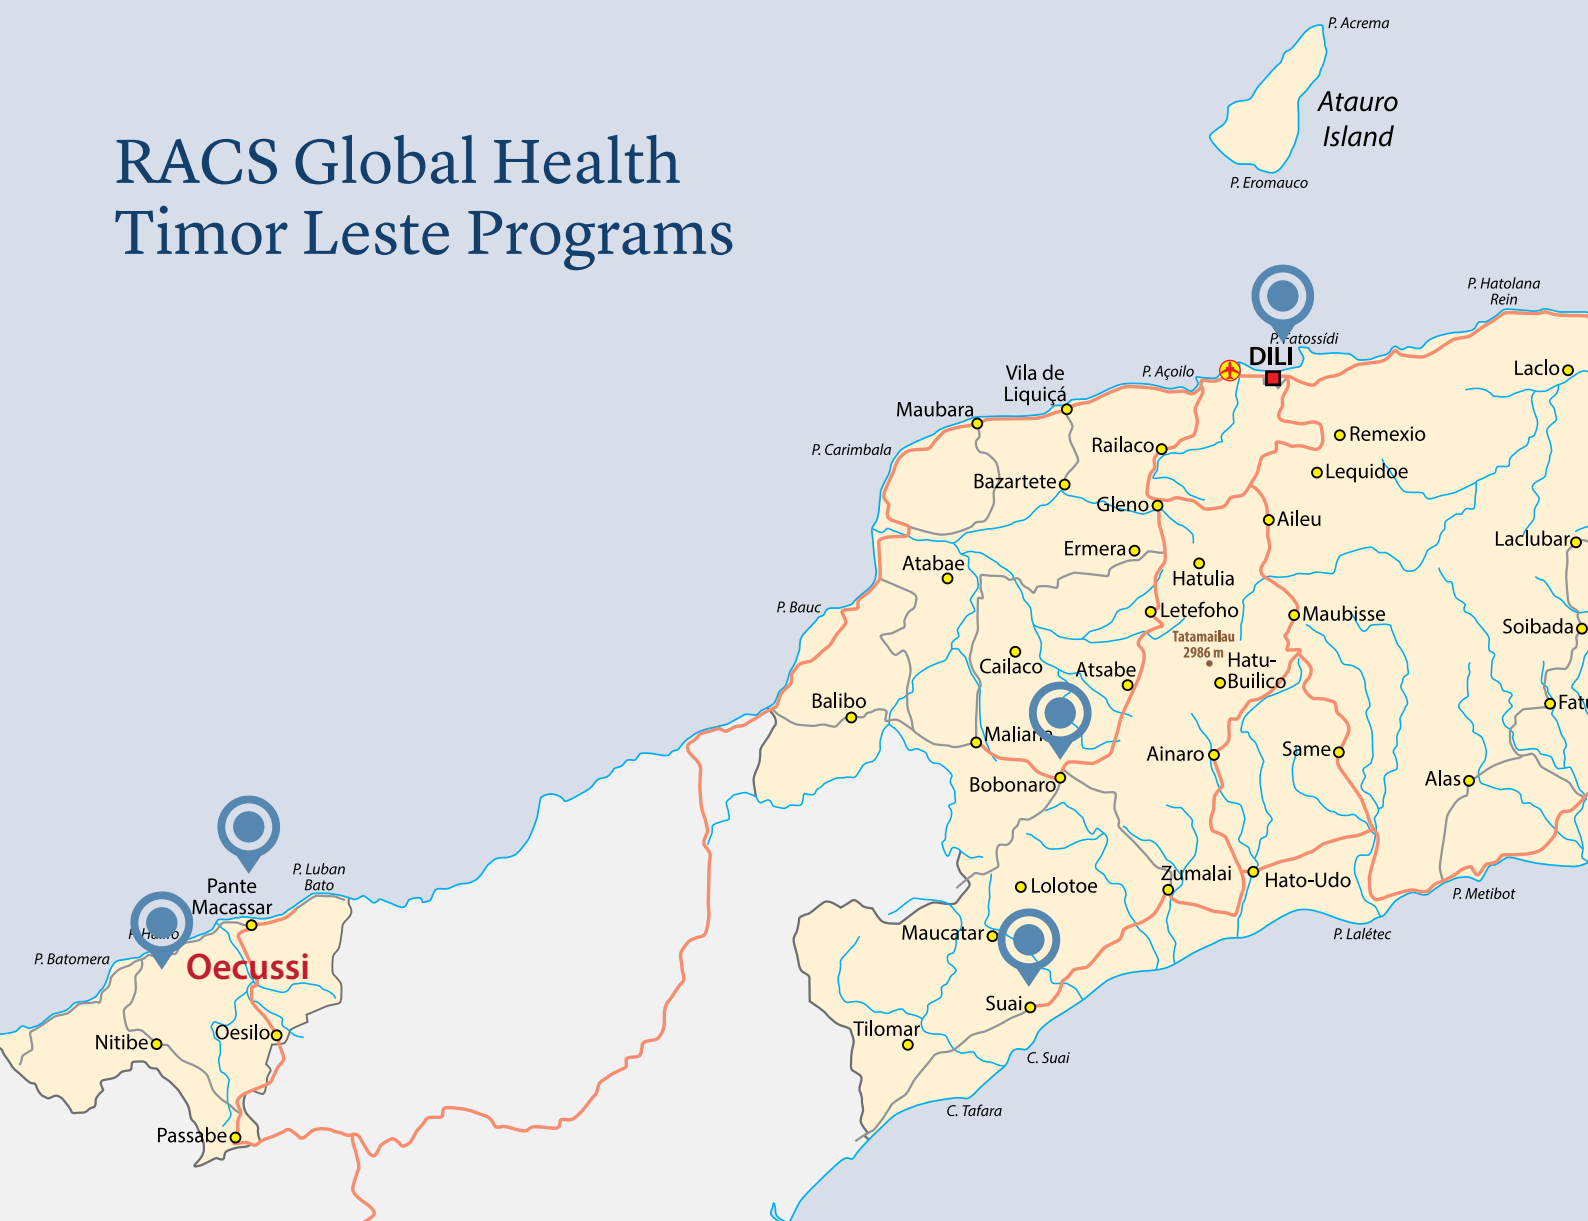 P. Acrema
Atauro
Island
RACS Global Health
Timor Leste Programs
P. Eromauco
P. Hatolana
Rein
P. Fatossídi
DILI
P. Açoilo
Laclo
Vila de
Liquiçá
Maubara
Remexio
Railaco
P. Carimbala
Lequidoe
Bazartete
Gleno
Aileu
Laclubar
Ermera
Atabae
Hatulia
P. Bauc
Letefoho
Maubisse
Soibada
Tatamailau
2986 m
Cailaco
Atsabe
Hatu-
Builico
Balibo
Fatu
Maliana
Ainaro
Same
Alas
Bobonaro
P. Luban
Bato
Zumalai
Hato-Udo
Pante
Macassar
Lolotoe
P. Metibot
Maucatar
P. Lalétec
P. Batomera
Oecussi
Suai
Tilomar
Oesilo
Nitibe
C. Suai
C. Tafara
Passabe